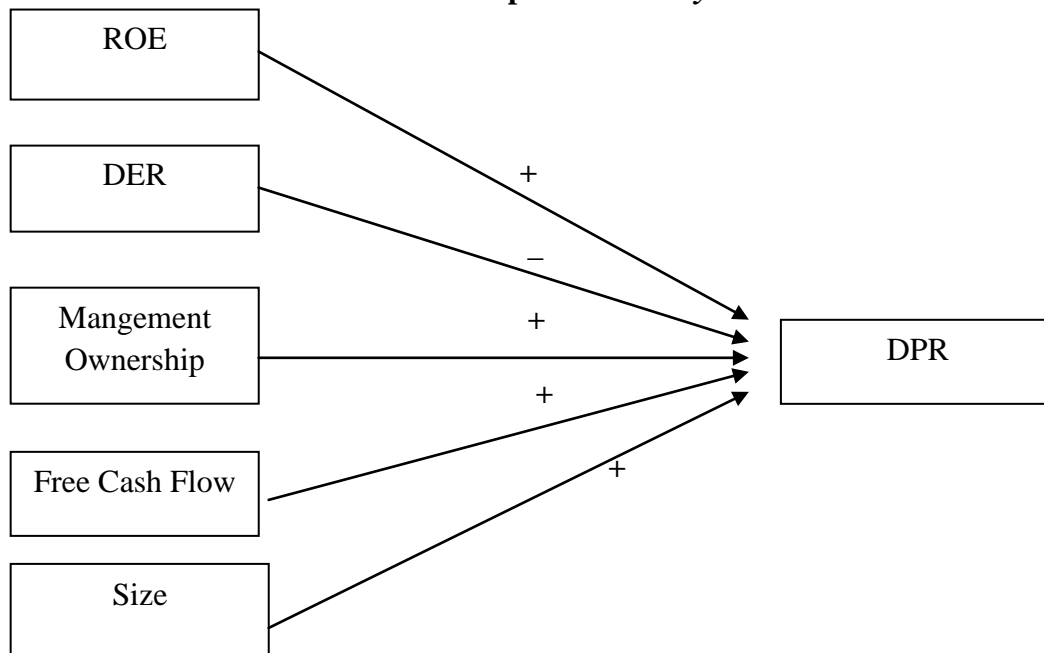 ROE
+
DER
–
Mangement
Ownership
+
DPR
+
Free Cash Flow
+
Size